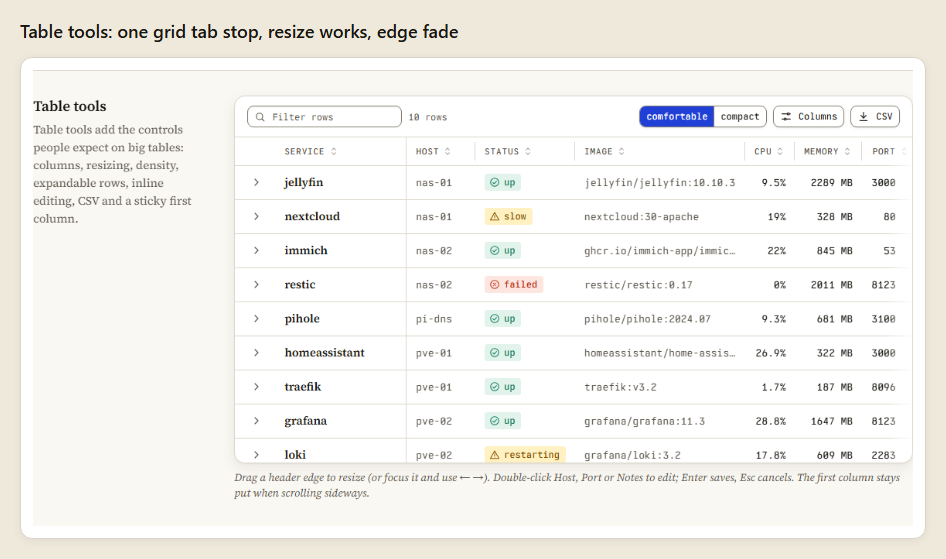 Table tools: one grid tab stop, resize works, edge fade
Table tools
Table tools add the controls
people expect on big tables:
columns, resizing, density,
expandable rows, inline
editing, CSV and a sticky first
column.
Filter rows 10 rows comfortable compact Columns CSV
SERVICE HOST STATUS IMAGE CPU MEMORY PORT
jellyfin nas-01 up jellyfin/jellyfin:10.10.3 9.5% 2289 MB 3000
nextcloud nas-01 slow nextcloud:30-apache 19% 328 MB 80
immich nas-02 up ghcr.io/immich-app/immic… 22% 845 MB 53
restic nas-02 failed restic/restic:0.17 0% 2011 MB 8123
pihole pi-dns up pihole/pihole:2024.07 9.3% 681 MB 3100
homeassistant pve-01 up homeassistant/home-assis… 26.9% 322 MB 3000
traefik pve-01 up traefik:v3.2 1.7% 187 MB 8096
grafana pve-02 up grafana/grafana:11.3 28.8% 1647 MB 8123
loki pve-02 restarting grafana/loki:3.2 17.8% 609 MB 2283
Drag a header edge to resize (or focus it and use ← →). Double-click Host, Port or Notes to edit; Enter saves, Esc cancels. The first column stays
put when scrolling sideways.